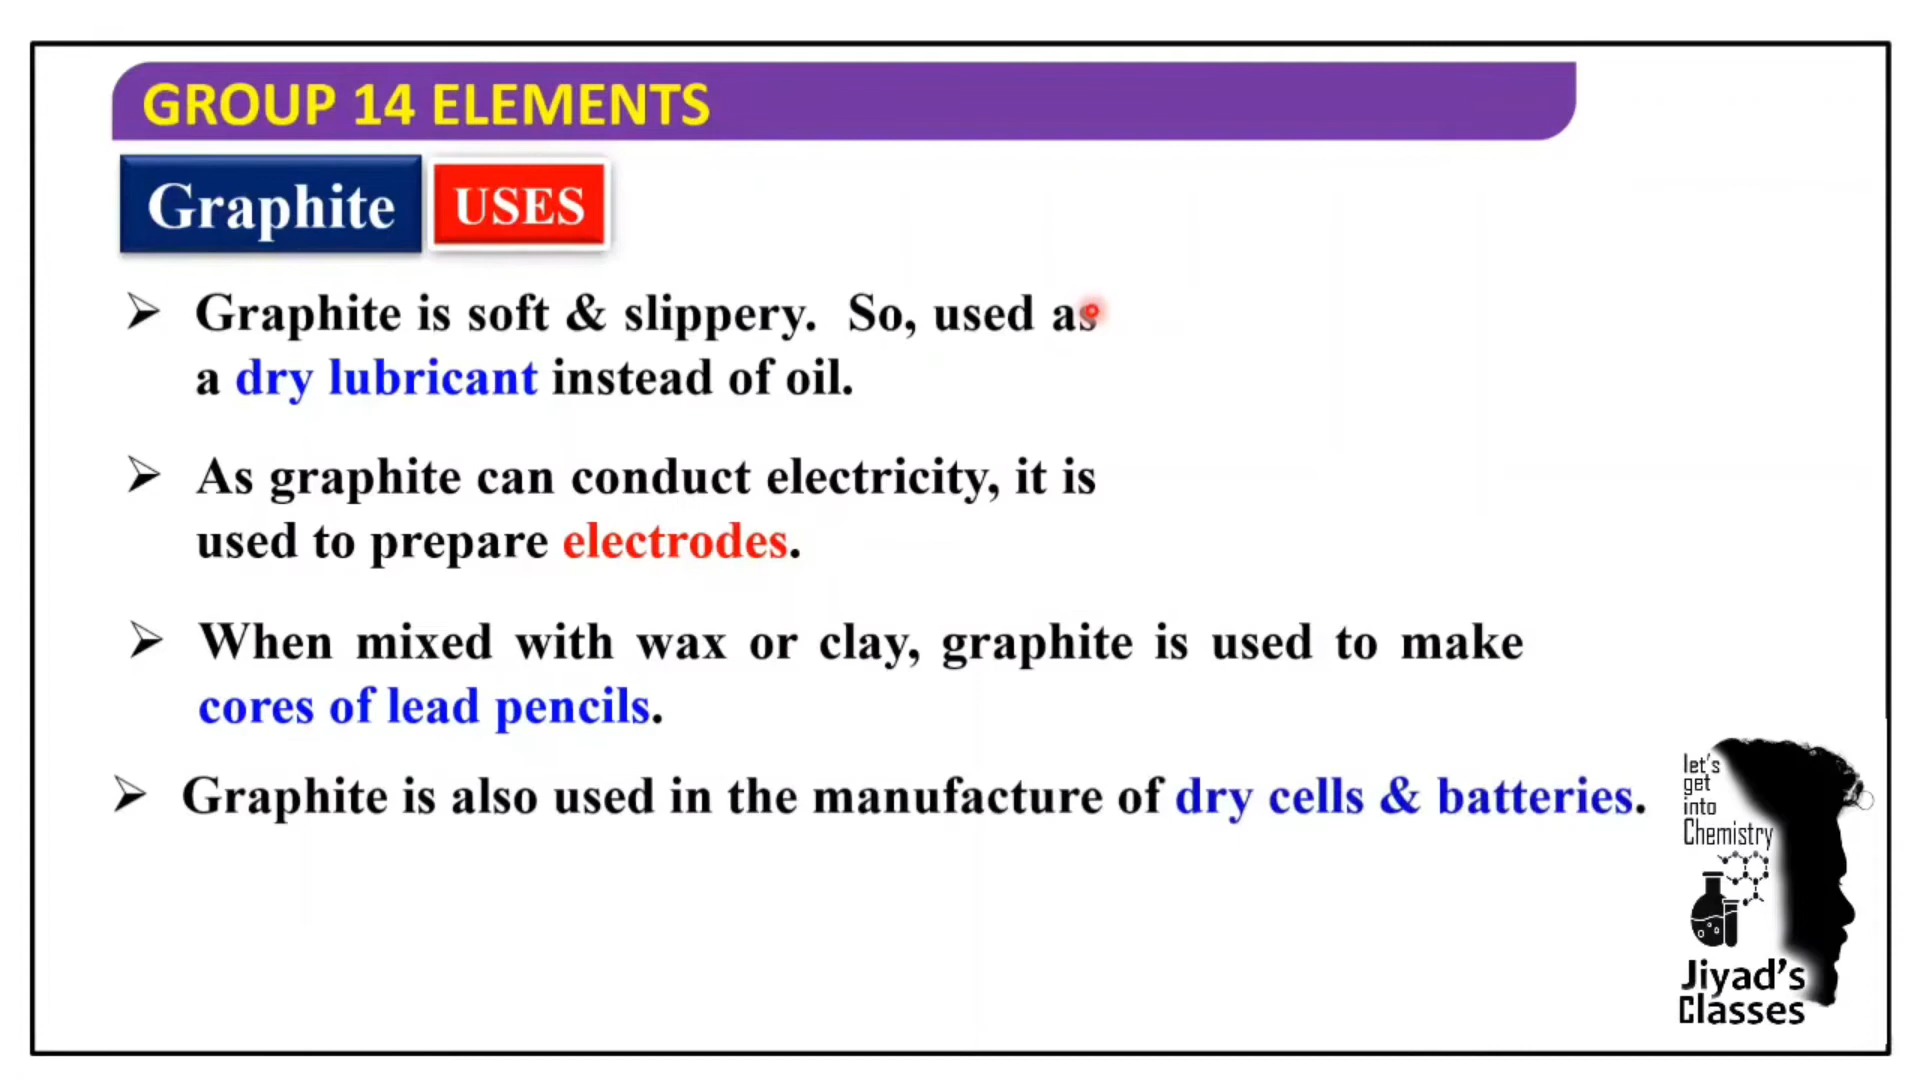 GROUP 14 ELEMENTS
Graphite USES
➢ Graphite is soft & slippery. So, used as
a dry lubricant instead of oil.
➢ As graphite can conduct electricity, it is
used to prepare electrodes.
➢ When mixed with wax or clay, graphite is used to make
cores of lead pencils.
➢ Graphite is also used in the manufacture of dry cells & batteries.
let's
get
into
Chemistry
Jiyad's
Classes